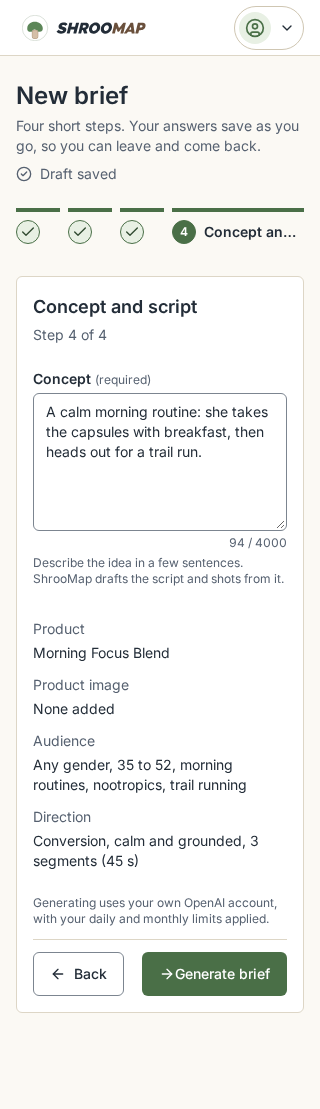 SHROOMAP
New brief
Four short steps. Your answers save as you
go, so you can leave and come back.
Draft saved
4 Concept an...
Concept and script
Step 4 of 4
Concept (required)
A calm morning routine: she takes
the capsules with breakfast, then
heads out for a trail run.
94 / 4000
Describe the idea in a few sentences.
ShrooMap drafts the script and shots from it.
Product
Morning Focus Blend
Product image
None added
Audience
Any gender, 35 to 52, morning
routines, nootropics, trail running
Direction
Conversion, calm and grounded, 3
segments (45 s)
Generating uses your own OpenAI account,
with your daily and monthly limits applied.
← Back
→Generate brief